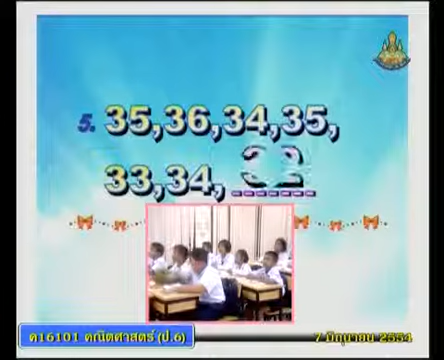 5. 35,36,34,35,
33,34,
ค16101 คณิตศาสตร์ (ป.6)
7 มิถุนายน 2554